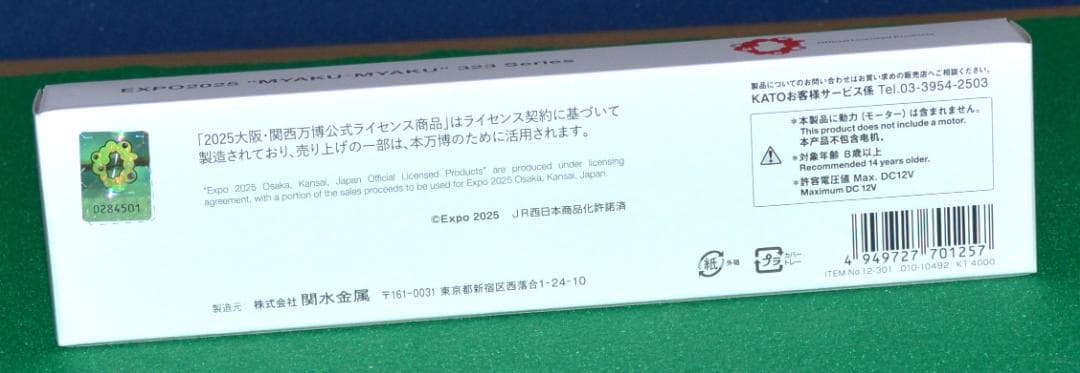 EXPO2025 "MYAKU-MYAKU" 323 Series
Official Licensed Products
製品についてのお問い合わせはお買い求めの販売店へご相談ください。
KATOお客様サービス係 Tel.03-3954-2503
「2025大阪・関西万博公式ライセンス商品」はライセンス契約に基づいて
製造されており、売り上げの一部は、本万博のために活用されます。
"Expo 2025 Osaka, Kansai, Japan Official Licensed Products" are produced under licensing
agreement, with a portion of the sales proceeds to be used for Expo 2025 Osaka, Kansai, Japan.
©Expo 2025 JR西日本商品化許諾済
0284501
*本製品に動力(モーター)は含まれません。
This product does not include a motor.
本产品不包含电机。
*対象年齢 8歳以上
Recommended 14 years older.
*許容電圧値 Max. DC12V
Maximum DC 12V
紙 外箱
プラ カバー
トレー
4 949727 701257
ITEM No.12-301 010-10492 KT 4000
製造元: 株式会社 関水金属 〒161-0031 東京都新宿区西落合1-24-10